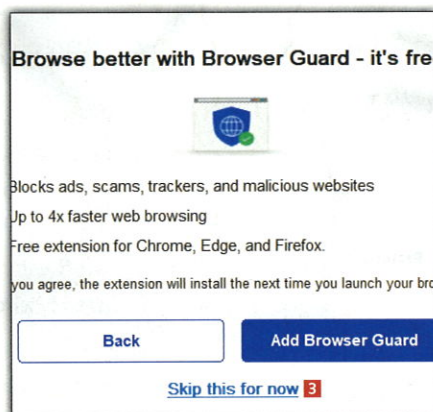 Browse better with Browser Guard - it's fre
Blocks ads, scams, trackers, and malicious websites
Up to 4x faster web browsing
Free extension for Chrome, Edge, and Firefox.
you agree, the extension will install the next time you launch your bro
Back
Add Browser Guard
Skip this for now 3